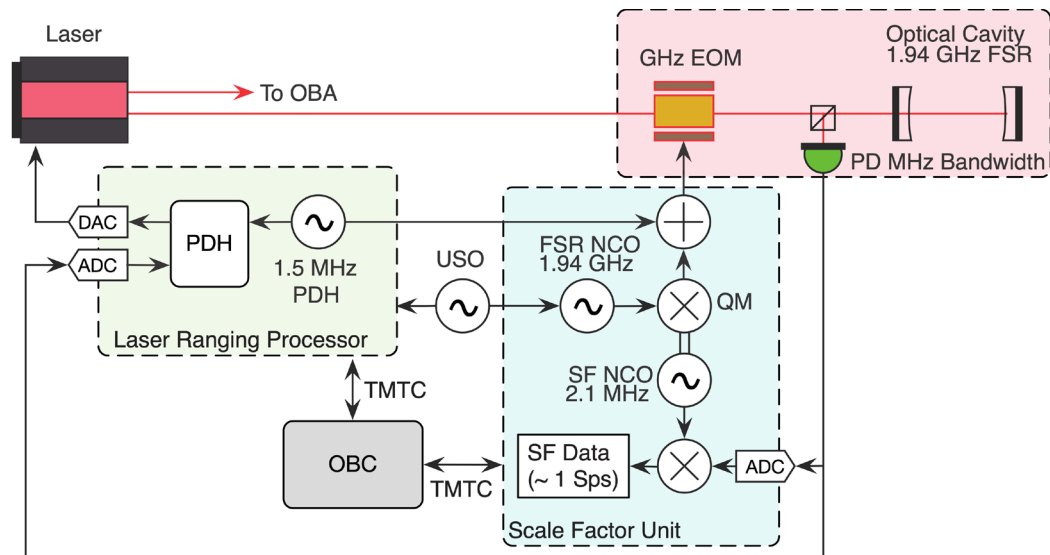 Laser
To OBA
GHz EOM
Optical Cavity
1.94 GHz FSR
PD MHz Bandwidth
DAC
ADC
PDH
1.5 MHz
PDH
Laser Ranging Processor
USO
FSR NCO
1.94 GHz
QM
SF NCO
2.1 MHz
TMTC
OBC
TMTC
SF Data
(~ 1 Sps)
ADC
Scale Factor Unit